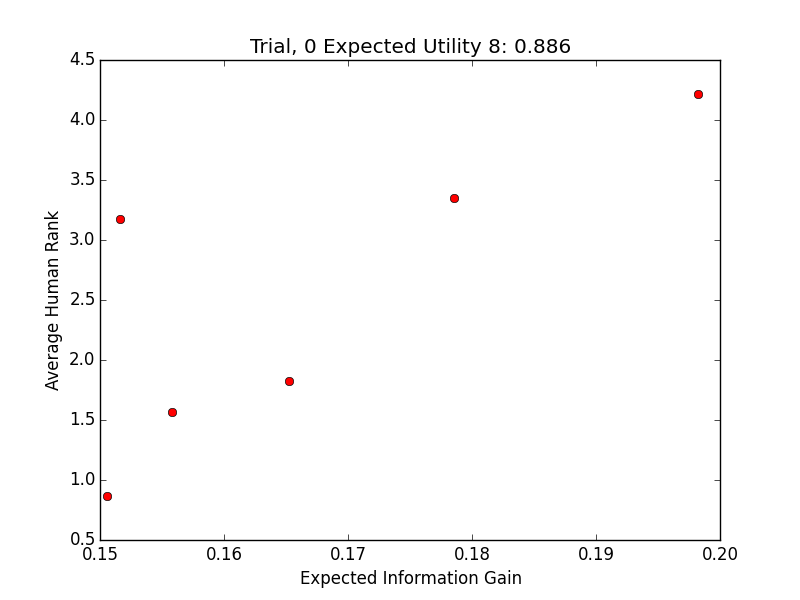 Trial, 0 Expected Utility 8: 0.886
4.5
4.0
3.5
3.0
2.5
2.0
1.5
1.0
0.5
Average Human Rank
0.15 0.16 0.17 0.18 0.19 0.20
Expected Information Gain